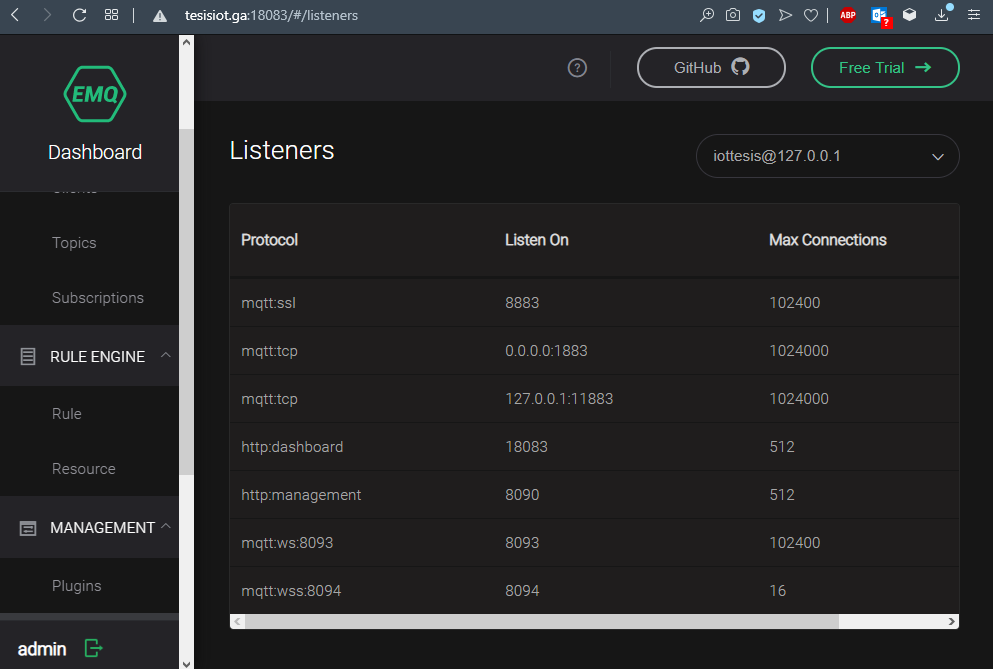 tesisiot.ga:18083/#/listeners
ABP
?
EMQ
Dashboard
Clients
Topics
Subscriptions
RULE ENGINE
Rule
Resource
MANAGEMENT
Plugins
admin
?
GitHub
Free Trial
Listeners
iottesis@127.0.0.1
Protocol Listen On Max Connections
mqtt:ssl 8883 102400
mqtt:tcp 0.0.0.0:1883 1024000
mqtt:tcp 127.0.0.1:11883 1024000
http:dashboard 18083 512
http:management 8090 512
mqtt:ws:8093 8093 102400
mqtt:wss:8094 8094 16